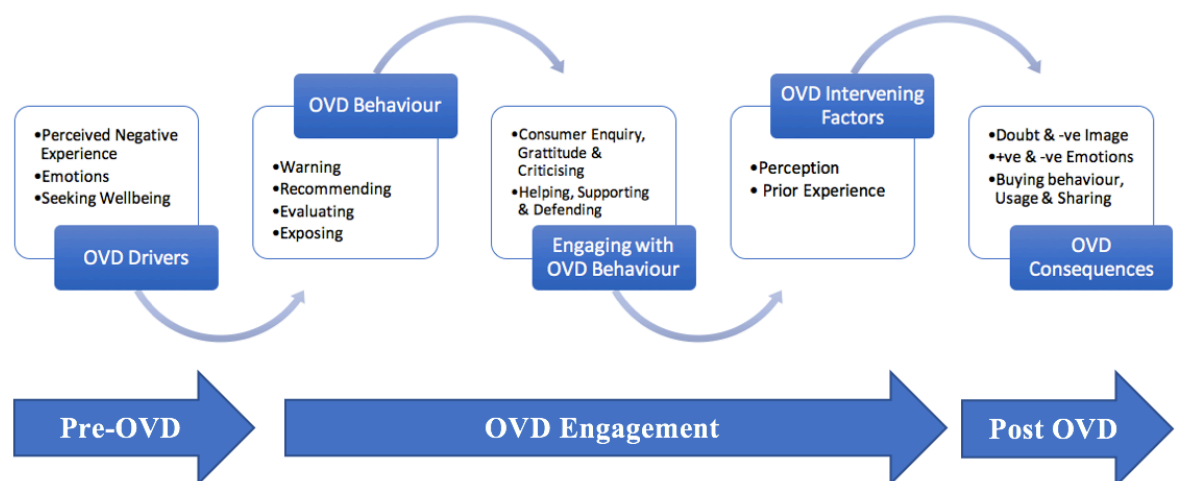 •Perceived Negative
Experience
•Emotions
•Seeking Wellbeing
OVD Drivers
OVD Behaviour
•Warning
•Recommending
•Evaluating
•Exposing
•Consumer Enquiry,
Grattitude &
Criticising
•Helping, Supporting
& Defending
Engaging with
OVD Behaviour
OVD Intervening
Factors
•Perception
• Prior Experience
•Doubt & -ve Image
•+ve & -ve Emotions
•Buying behaviour,
Usage & Sharing
OVD
Consequences
Pre-OVD
OVD Engagement
Post OVD